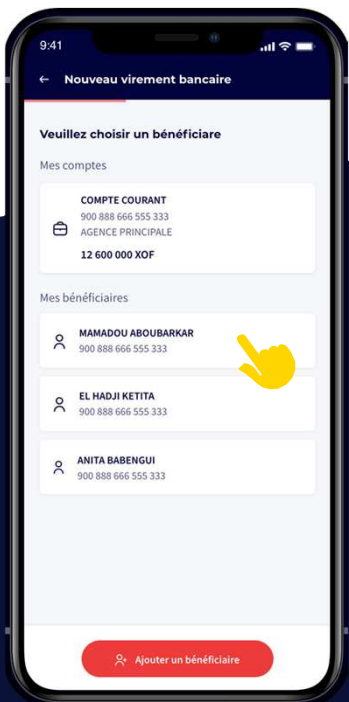 9:41
← Nouveau virement bancaire
Veuillez choisir un bénéficiare
Mes comptes
COMPTE COURANT
900 888 666 555 333
AGENCE PRINCIPALE
12 600 000 XOF
Mes bénéficiaires
MAMADOU ABOUBARKAR
900 888 666 555 333
EL HADJI KETITA
900 888 666 555 333
ANITA BABENGUI
900 888 666 555 333
Ajouter un bénéficiaire